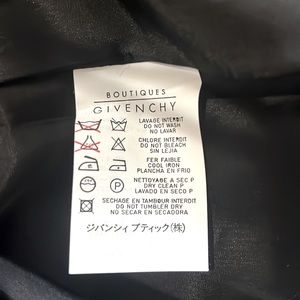 BOUTIQUES
GIVENCHY
LAVAGE INTERDIT
DO NOT WASH
NO LAVAR
CHLORE INTERDIT
DO NOT BLEACH
SIN LEJIA
FER FAIBLE
COOL IRON
PLANCHA EN FRIO
NETTOYAGE A SEC P
DRY CLEAN P
LAVADO EN SECO P
SECHAGE EN TAMBOUR INTERDIT
DO NOT TUMBLER DRY
NO SECAR EN SECADORA
ジバンシィ ブティック(株)